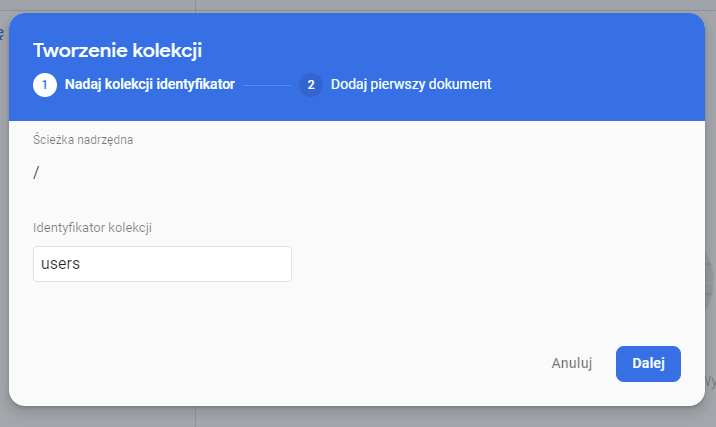 Tworzenie kolekcji
1 Nadaj kolekcji identyfikator 2 Dodaj pierwszy dokument
Ścieżka nadrzędna
/
Identyfikator kolekcji
users
Anuluj Dalej